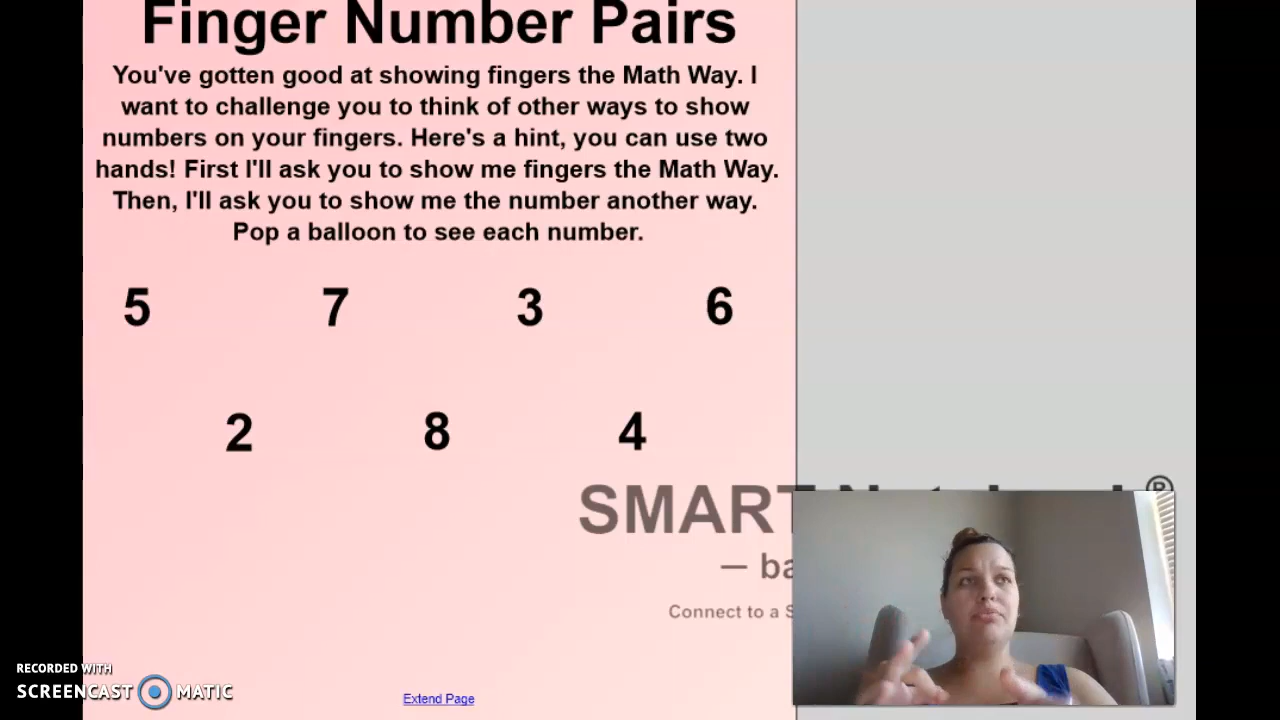 Finger Number Pairs
You've gotten good at showing fingers the Math Way. I
want to challenge you to think of other ways to show
numbers on your fingers. Here's a hint, you can use two
hands! First I'll ask you to show me fingers the Math Way.
Then, I'll ask you to show me the number another way.
Pop a balloon to see each number.
5 7 3 6
2 8 4
SMART
Connect to a
RECORDED WITH
SCREENCAST MATIC
Extend Page